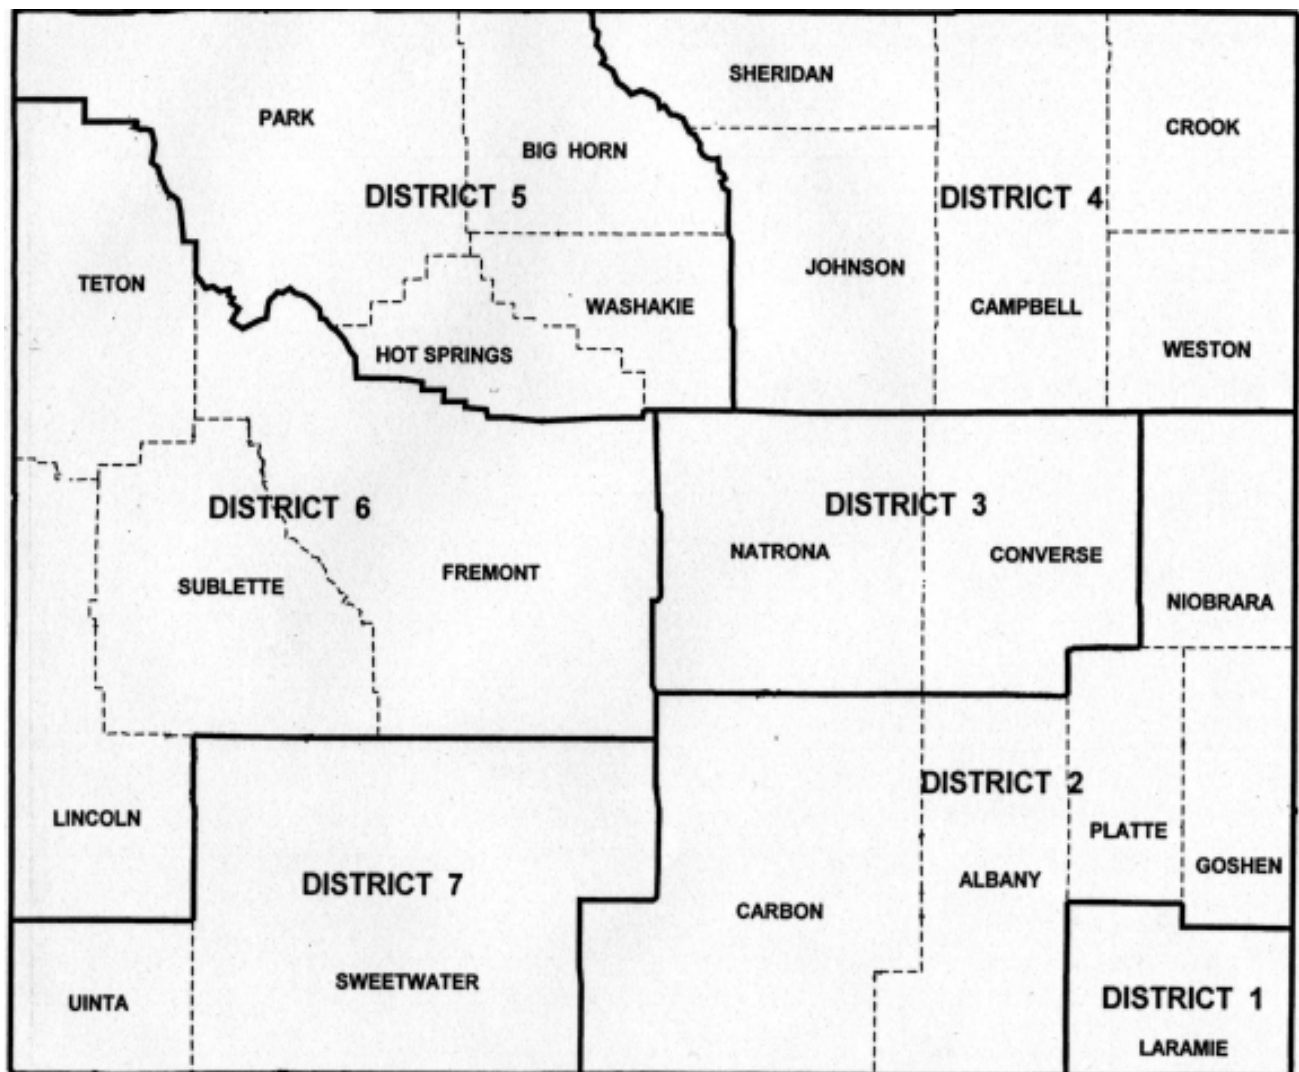 SHERIDAN
PARK
CROOK
BIG HORN
DISTRICT 5
DISTRICT 4
JOHNSON
TETON
WASHAKIE
CAMPBELL
HOT SPRINGS
WESTON
DISTRICT 6
DISTRICT 3
NATRONA
CONVERSE
FREMONT
SUBLETTE
NIOBRARA
DISTRICT 2
LINCOLN
PLATTE
GOSHEN
DISTRICT 7
ALBANY
CARBON
SWEETWATER
UINTA
DISTRICT 1
LARAMIE